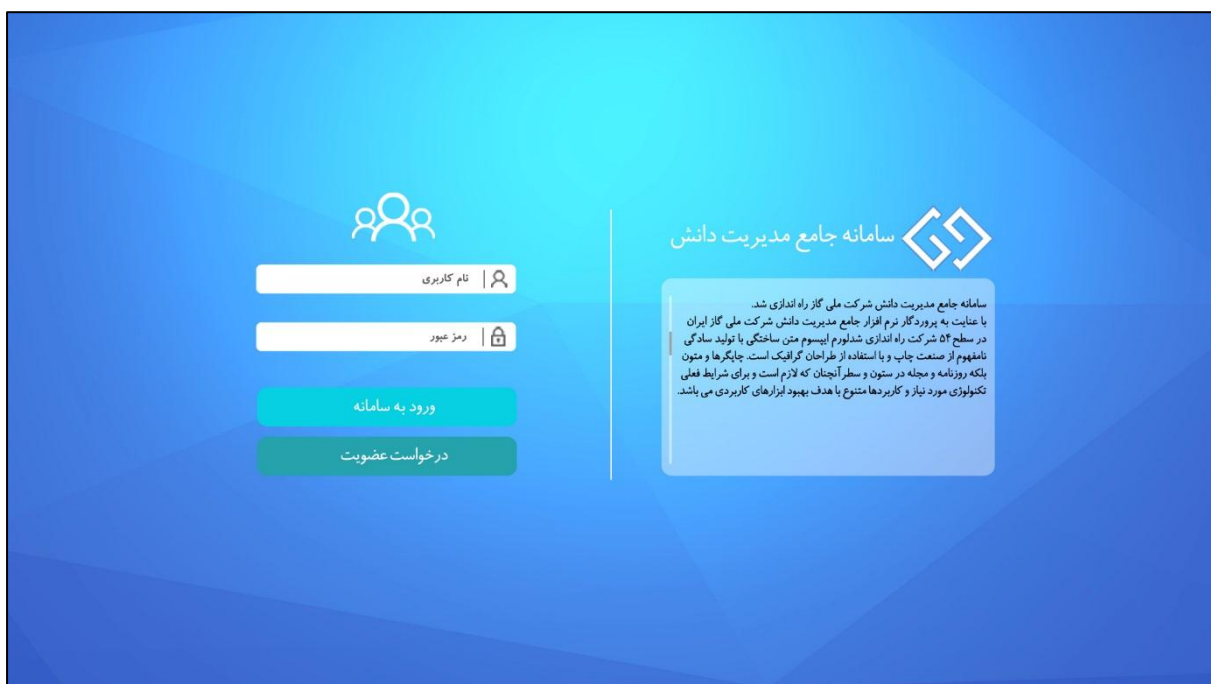 سامانه جامع مدیریت دانش
سامانه جامع مدیریت دانش شرکت ملی گاز راه اندازی شد.
با عنایت به پروردگار نرم افزار جامع مدیریت دانش شرکت ملی گاز ایران
در سطح ۵۴ شرکت راه اندازی شدلورم ایپسوم متن ساختگی با تولید سادگی
نامفهوم از صنعت چاپ و با استفاده از طراحان گرافیک است. چاپگرها و متون
بلکه روزنامه و مجله در ستون و سطرآنچنان که لازم است و برای شرایط فعلی
تکنولوژی مورد نیاز و کاربردها متنوع با هدف بهبود ابزارهای کاربردی می باشد.
نام کاربری
رمز عبور
ورود به سامانه
درخواست عضویت